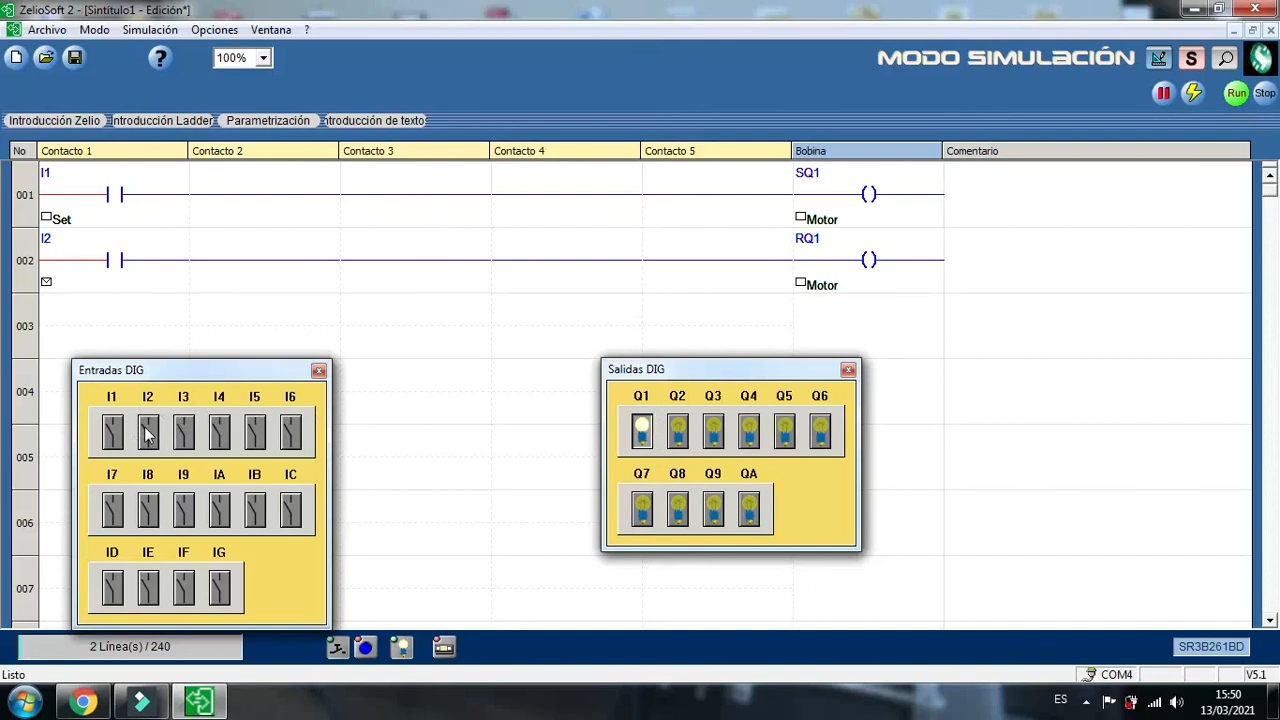 ZelioSoft 2 - [Sintítulo1 - Edición*]
Archivo Modo Simulación Opciones Ventana ?
? 100% MODO SIMULACIÓN S
Run Stop
Introducción Zelio Introducción Ladder Parametrización ntroducción de texto
No Contacto 1 Contacto 2 Contacto 3 Contacto 4 Contacto 5 Bobina Comentario
I1 SQ1
001
Set Motor
I2 RQ1
002
Motor
003
004
005
006
007
Entradas DIG
I1 I2 I3 I4 I5 I6
I7 I8 I9 IA IB IC
ID IE IF IG
Salidas DIG
Q1 Q2 Q3 Q4 Q5 Q6
Q7 Q8 Q9 QA
2 Línea(s) / 240 SR3B261BD
Listo COM4 V5.1
ES 15:50
13/03/2021